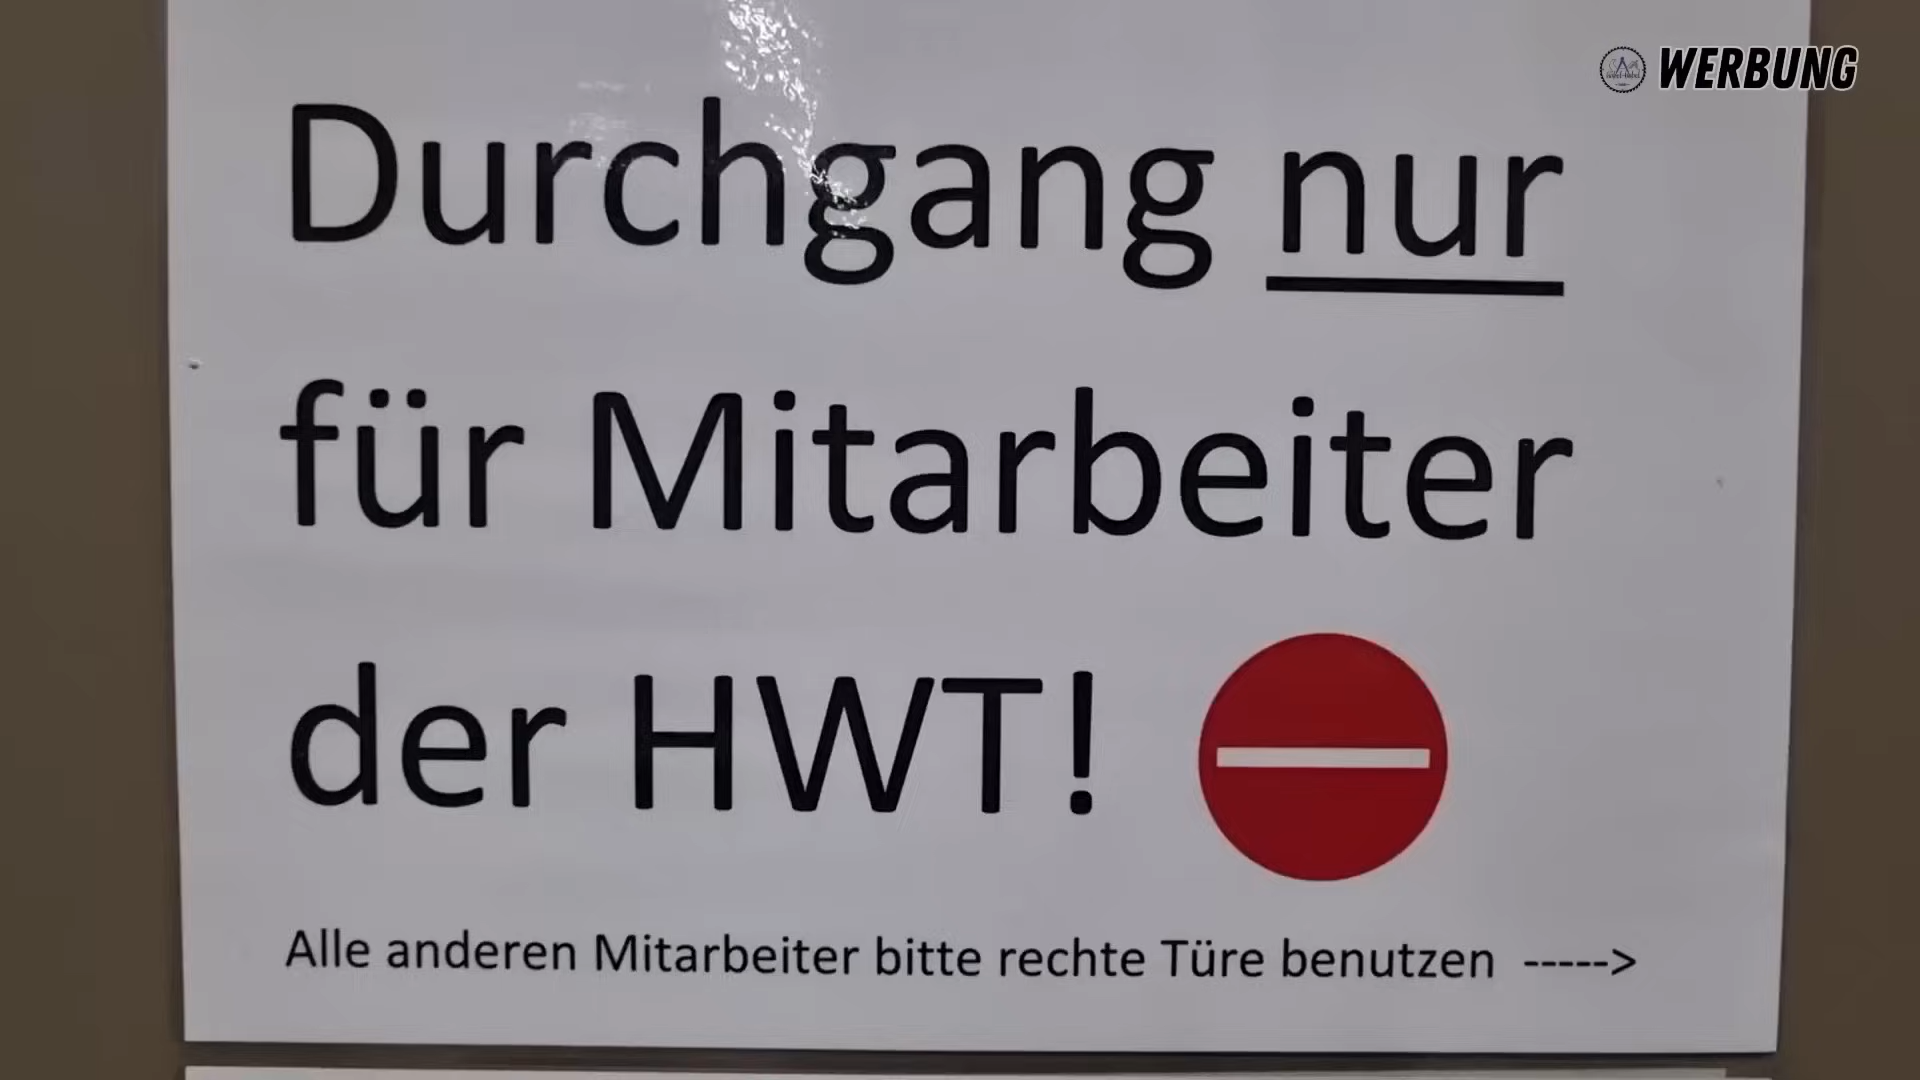 WERBUNG
Durchgang nur
für Mitarbeiter
der HWT!
Alle anderen Mitarbeiter bitte rechte Türe benutzen ----->